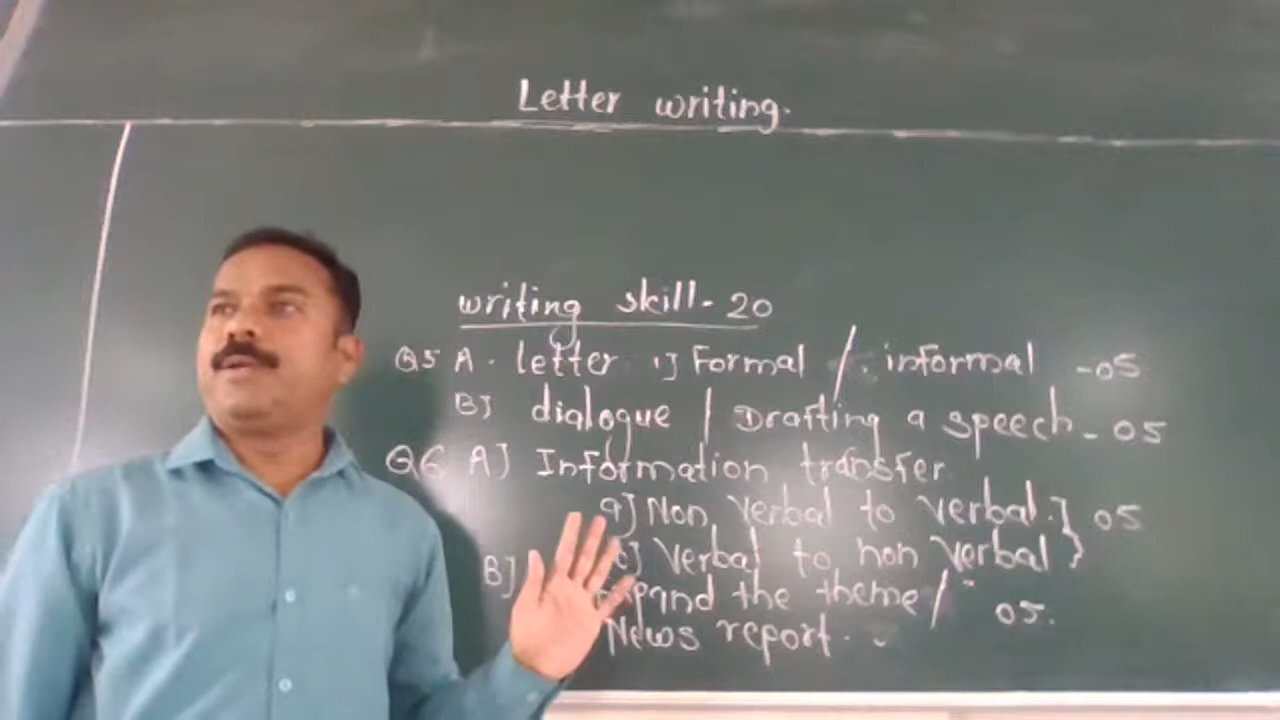 Letter writing.
writing skill - 20
Q5 A. letter 1] Formal / informal - 05
B] dialogue / Drafting a speech - 05
Q6 A] Information transfer
a] Non verbal to verbal. } 05
verbal to non verbal }
B] the theme / 05.
News report.